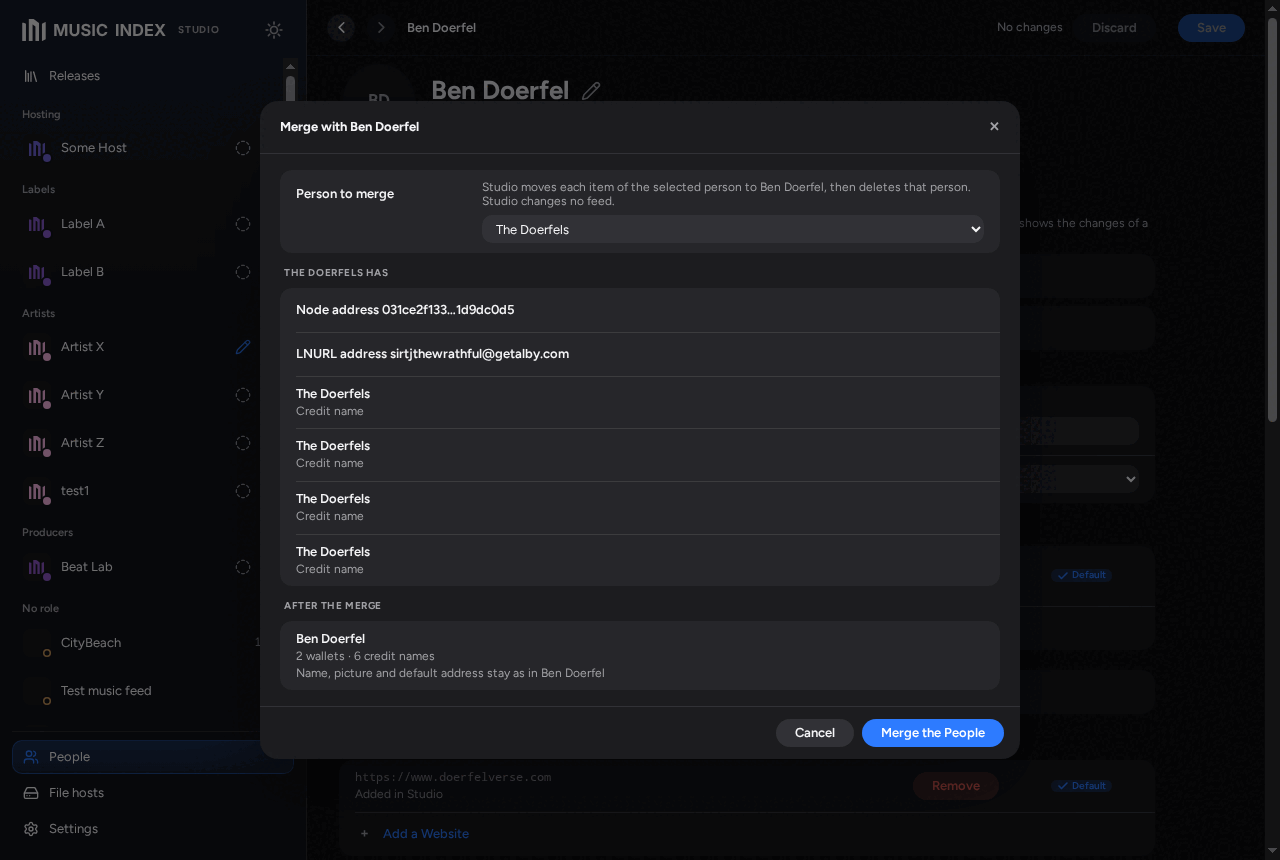 MUSIC INDEX STUDIO
Releases
Hosting
Some Host
Labels
Label A
Label B
Artists
Artist X
Artist Y
Artist Z
test1
Producers
Beat Lab
No role
CityBeach
1
Test music feed
People
File hosts
Settings
Ben Doerfel
No changes
Discard
Save
BD
Ben Doerfel
shows the changes of a
Merge with Ben Doerfel
×
Person to merge
Studio moves each item of the selected person to Ben Doerfel, then deletes that person.
Studio changes no feed.
The Doerfels
THE DOERFELS HAS
Node address 031ce2f133…1d9dc0d5
LNURL address sirtjthewrathful@getalby.com
The Doerfels
Credit name
The Doerfels
Credit name
The Doerfels
Credit name
The Doerfels
Credit name
AFTER THE MERGE
Ben Doerfel
2 wallets · 6 credit names
Name, picture and default address stay as in Ben Doerfel
Cancel
Merge the People
Default
https://www.doerfelverse.com
Added in Studio
Remove
Default
+ Add a Website